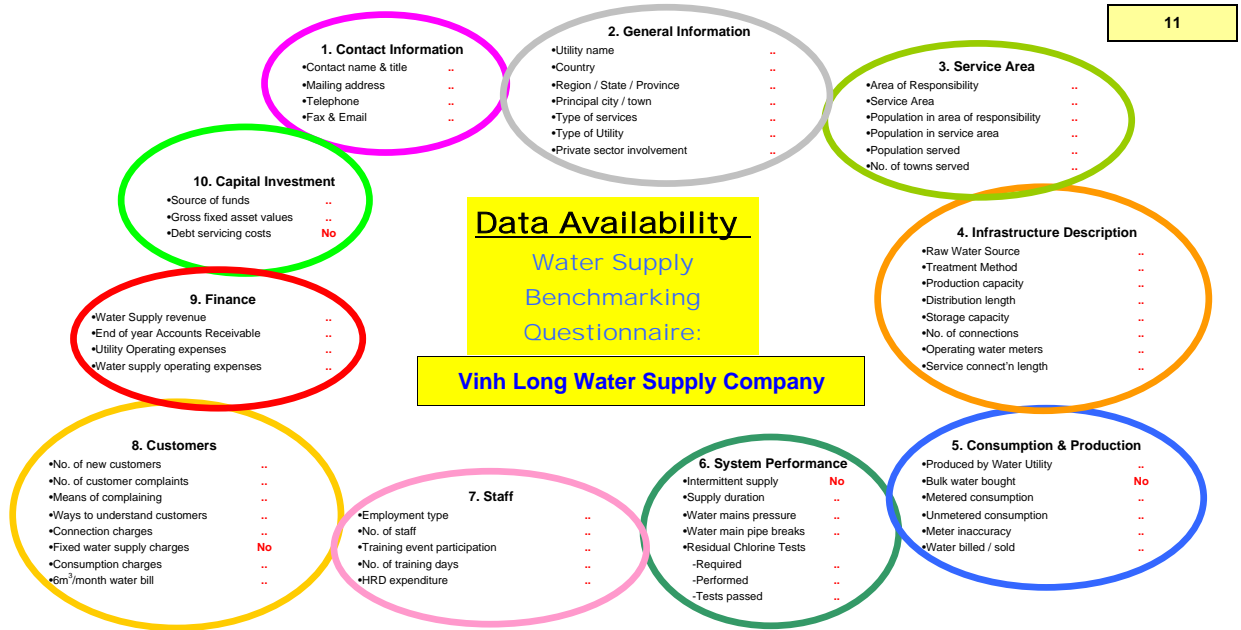 11
1. Contact Information
•Contact name & title ..
•Mailing address ..
•Telephone ..
•Fax & Email ..
2. General Information
•Utility name ..
•Country ..
•Region / State / Province ..
•Principal city / town ..
•Type of services ..
•Type of Utility ..
•Private sector involvement ..
3. Service Area
•Area of Responsibility ..
•Service Area ..
•Population in area of responsibility ..
•Population in service area ..
•Population served ..
•No. of towns served ..
10. Capital Investment
•Source of funds ..
•Gross fixed asset values ..
•Debt servicing costs No
Data Availability
Water Supply
Benchmarking
Questionnaire:
Vinh Long Water Supply Company
4. Infrastructure Description
•Raw Water Source ..
•Treatment Method ..
•Production capacity ..
•Distribution length ..
•Storage capacity ..
•No. of connections ..
•Operating water meters ..
•Service connect'n length ..
9. Finance
•Water Supply revenue ..
•End of year Accounts Receivable ..
•Utility Operating expenses ..
•Water supply operating expenses ..
8. Customers
•No. of new customers ..
•No. of customer complaints ..
•Means of complaining ..
•Ways to understand customers ..
•Connection charges ..
•Fixed water supply charges No
•Consumption charges ..
•6m³/month water bill ..
7. Staff
•Employment type ..
•No. of staff ..
•Training event participation ..
•No. of training days ..
•HRD expenditure ..
6. System Performance
•Intermittent supply No
•Supply duration ..
•Water mains pressure ..
•Water main pipe breaks ..
•Residual Chlorine Tests
-Required ..
-Performed ..
-Tests passed ..
5. Consumption & Production
•Produced by Water Utility ..
•Bulk water bought No
•Metered consumption ..
•Unmetered consumption ..
•Meter inaccuracy ..
•Water billed / sold ..